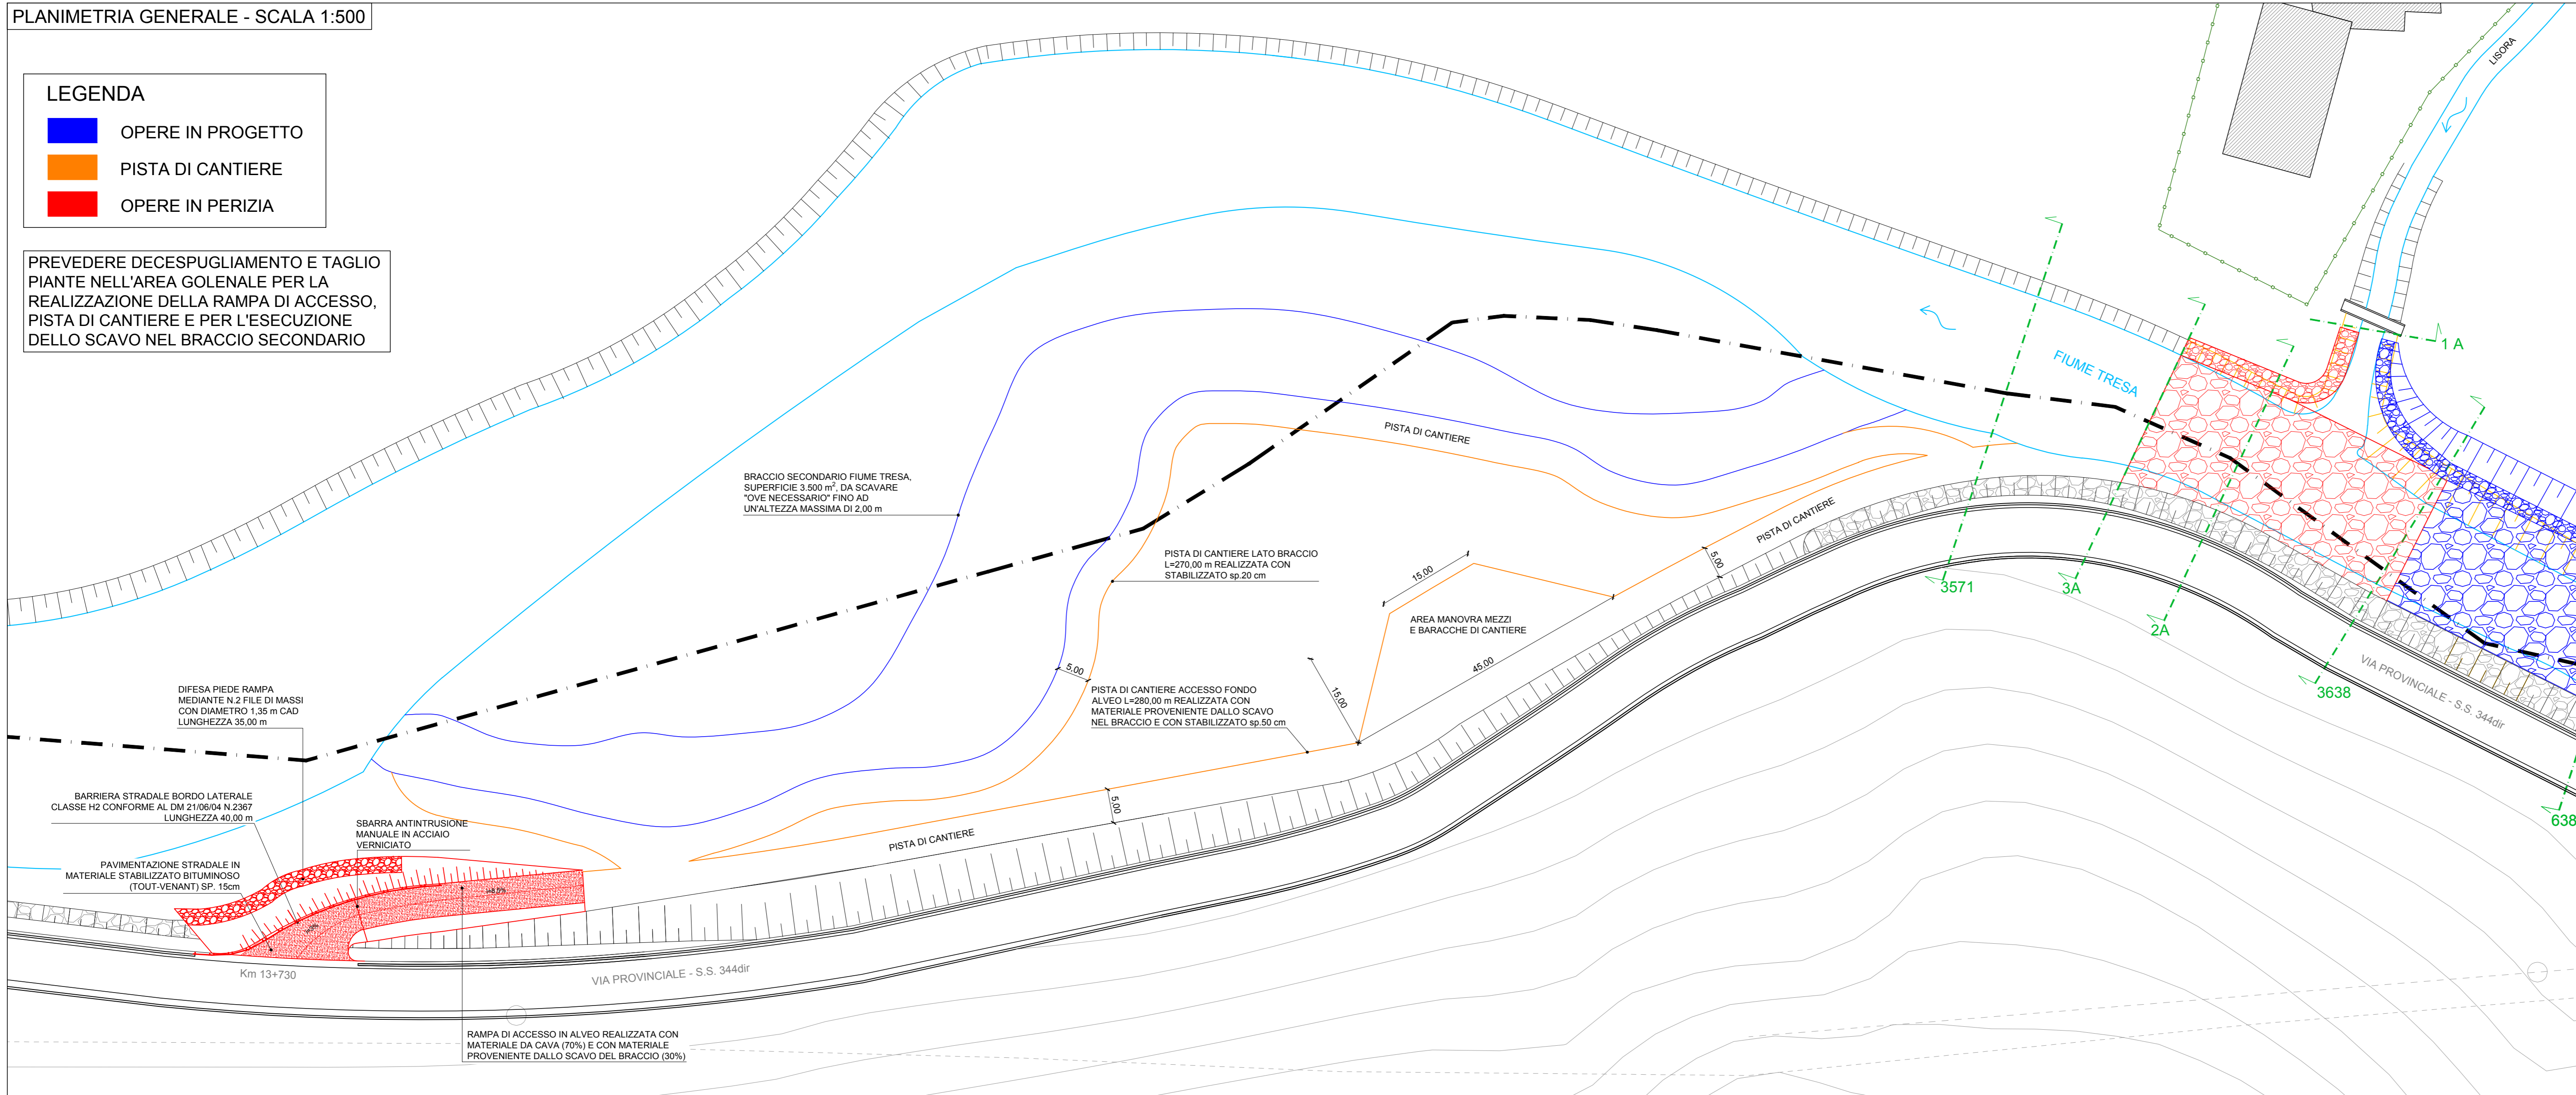 PLANIMETRIA GENERALE - SCALA 1:500
LEGENDA
OPERE IN PROGETTO
PISTA DI CANTIERE
OPERE IN PERIZIA
PREVEDERE DECESPUGLIAMENTO E TAGLIO
PIANTE NELL'AREA GOLENALE PER LA
REALIZZAZIONE DELLA RAMPA DI ACCESSO,
PISTA DI CANTIERE E PER L'ESECUZIONE
DELLO SCAVO NEL BRACCIO SECONDARIO
LISORA
1 A
FIUME TRESA
PISTA DI CANTIERE
BRACCIO SECONDARIO FIUME TRESA,
SUPERFICIE 3.500 m², DA SCAVARE
"OVE NECESSARIO" FINO AD
UN'ALTEZZA MASSIMA DI 2,00 m
PISTA DI CANTIERE
5.00
PISTA DI CANTIERE LATO BRACCIO
L=270,00 m REALIZZATA CON
STABILIZZATO sp.20 cm
15.00
AREA MANOVRA MEZZI
E BARACCHE DI CANTIERE
45.00
15.00
5.00
3571
3A
2A
3638
VIA PROVINCIALE - S.S. 344dir
638
PISTA DI CANTIERE ACCESSO FONDO
ALVEO L=280,00 m REALIZZATA CON
MATERIALE PROVENIENTE DALLO SCAVO
NEL BRACCIO E CON STABILIZZATO sp.50 cm
5.00
PISTA DI CANTIERE
DIFESA PIEDE RAMPA
MEDIANTE N.2 FILE DI MASSI
CON DIAMETRO 1,35 m CAD
LUNGHEZZA 35,00 m
BARRIERA STRADALE BORDO LATERALE
CLASSE H2 CONFORME AL DM 21/06/04 N.2367
LUNGHEZZA 40,00 m
SBARRA ANTINTRUSIONE
MANUALE IN ACCIAIO
VERNICIATO
PAVIMENTAZIONE STRADALE IN
MATERIALE STABILIZZATO BITUMINOSO
(TOUT-VENANT) SP. 15cm
Km 13+730
VIA PROVINCIALE - S.S. 344dir
RAMPA DI ACCESSO IN ALVEO REALIZZATA CON
MATERIALE DA CAVA (70%) E CON MATERIALE
PROVENIENTE DALLO SCAVO DEL BRACCIO (30%)